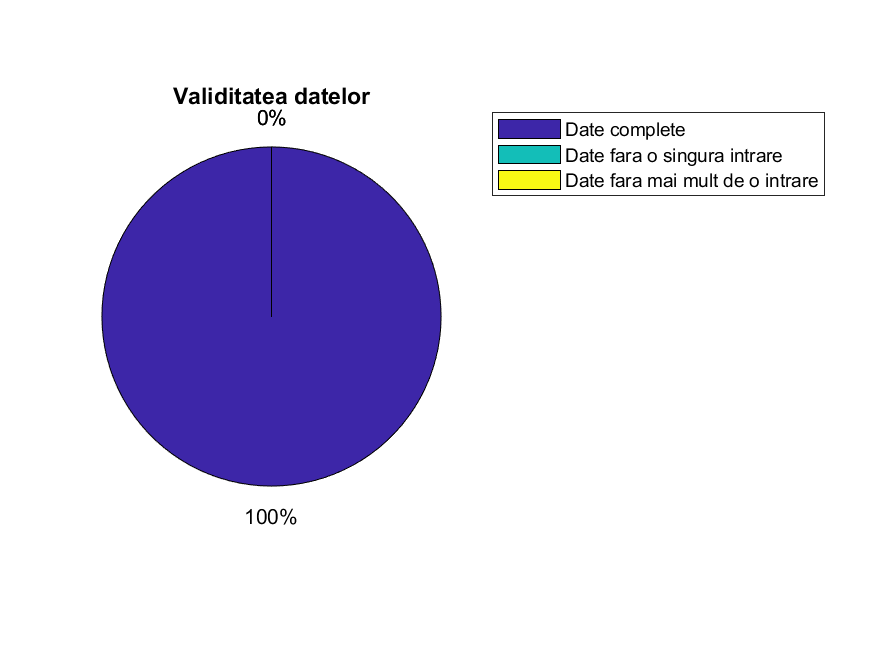 Validitatea datelor
0%
100%
Date complete
Date fara o singura intrare
Date fara mai mult de o intrare